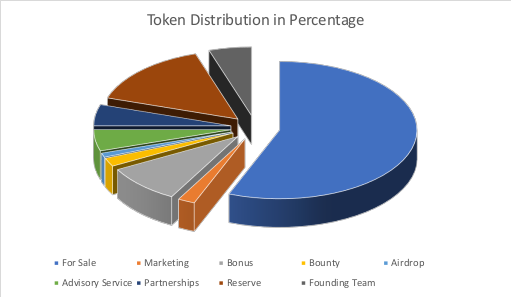 Token Distribution in Percentage
For Sale Marketing Bonus Bounty Airdrop
Advisory Service Partnerships Reserve Founding Team